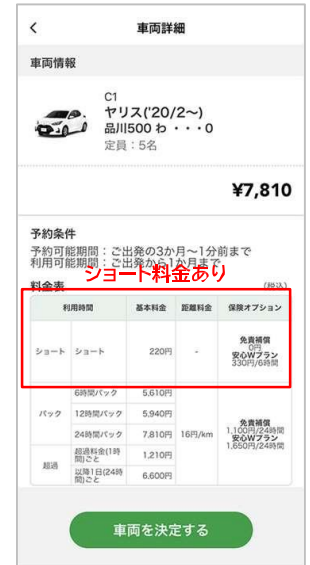 車両詳細
車両情報
C1
ヤリス('20/2〜)
品川500 わ ・・・0
定員：5名
¥7,810
予約条件
予約可能期間：ご出発の3か月〜1分前まで
利用可能期間：ご出発から1か月まで
ショート料金あり
料金表 (税込)
利用時間 基本料金 距離料金 保険オプション
ショート ショート 220円 - 免責補償 0円 安心Wプラン 330円/6時間
6時間パック 5,610円
パック 12時間パック 5,940円
24時間パック 7,810円 16円/km 免責補償 1,100円/24時間 安心Wプラン 1,650円/24時間
超過 超過料金(1時間)ごと 1,210円
以降1日(24時間)ごと 6,600円
車両を決定する